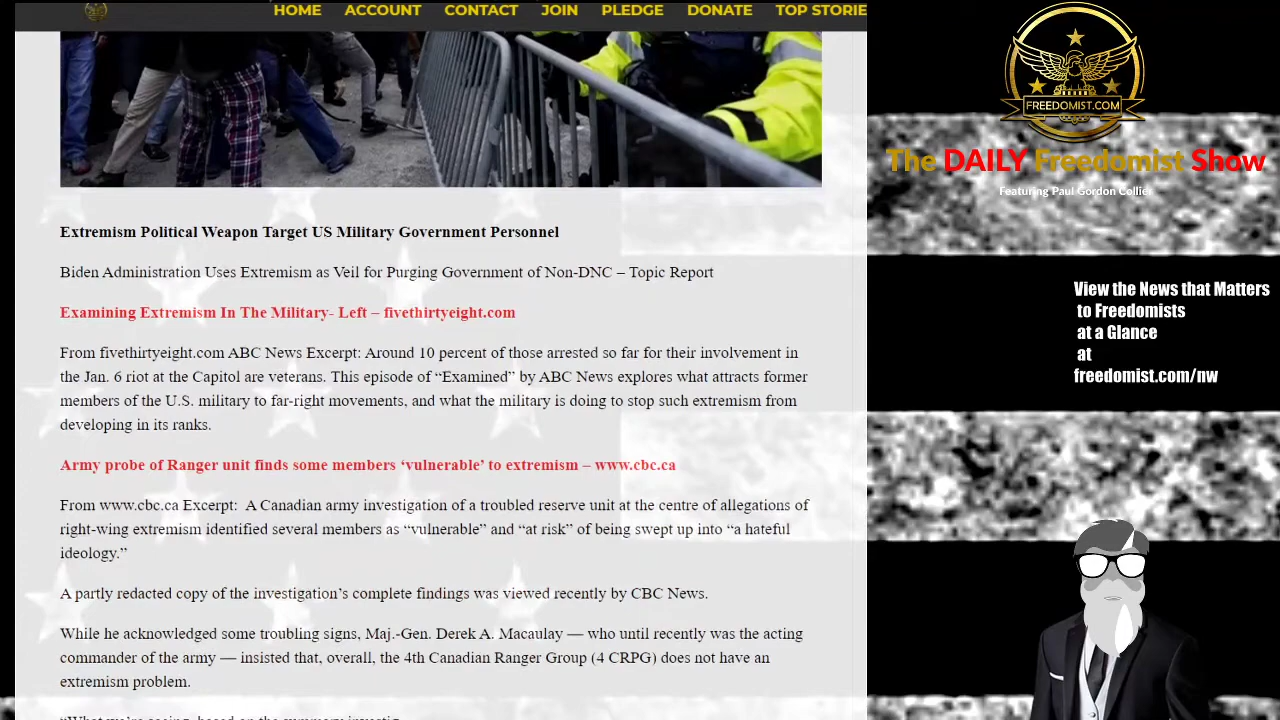 HOME ACCOUNT CONTACT JOIN PLEDGE DONATE TOP STORIE
FREEDOMIST.COM
The DAILY Freedomist Show
Featuring Paul Gordon Collie
Extremism Political Weapon Target US Military Government Personnel
Biden Administration Uses Extremism as Veil for Purging Government of Non-DNC – Topic Report
Examining Extremism In The Military- Left – fivethirtyeight.com
From fivethirtyeight.com ABC News Excerpt: Around 10 percent of those arrested so far for their involvement in
the Jan. 6 riot at the Capitol are veterans. This episode of “Examined” by ABC News explores what attracts former
members of the U.S. military to far-right movements, and what the military is doing to stop such extremism from
developing in its ranks.
Army probe of Ranger unit finds some members ‘vulnerable’ to extremism – www.cbc.ca
From www.cbc.ca Excerpt:  A Canadian army investigation of a troubled reserve unit at the centre of allegations of
right-wing extremism identified several members as “vulnerable” and “at risk” of being swept up into “a hateful
ideology.”
A partly redacted copy of the investigation’s complete findings was viewed recently by CBC News.
While he acknowledged some troubling signs, Maj.-Gen. Derek A. Macaulay — who until recently was the acting
commander of the army — insisted that, overall, the 4th Canadian Ranger Group (4 CRPG) does not have an
extremism problem.
“What we’re seeing, based on the summary investig
View the News that Matters
to Freedomists
at a Glance
at
freedomist.com/nw